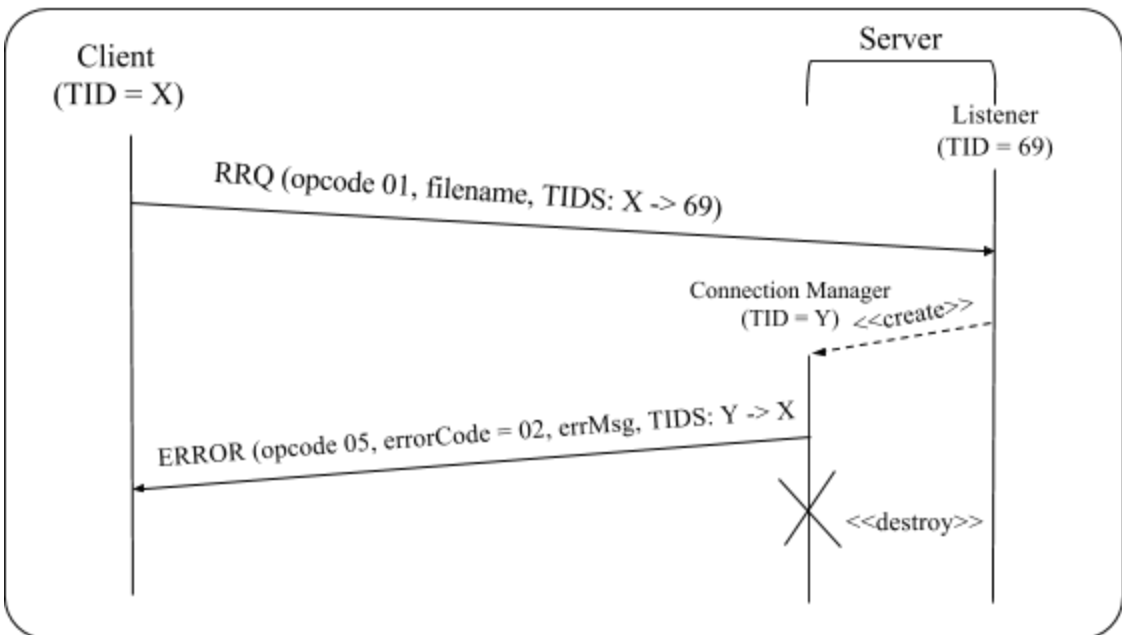 Client
(TID = X)
Server
Listener
(TID = 69)
RRQ (opcode 01, filename, TIDS: X -> 69)
Connection Manager
(TID = Y)
<<create>>
ERROR (opcode 05, errorCode = 02, errMsg, TIDS: Y -> X
<<destroy>>